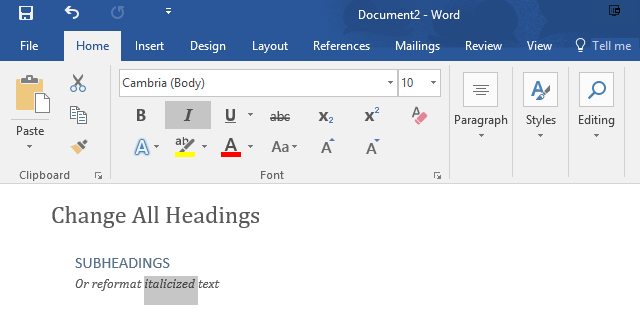 Document2 - Word
File Home Insert Design Layout References Mailings Review View Tell me
Cambria (Body) 10
B I U abc X2 X2 A
Paste
A ab A Aa A A
Paragraph Styles Editing
Clipboard Font
Change All Headings
SUBHEADINGS
Or reformat italicized text